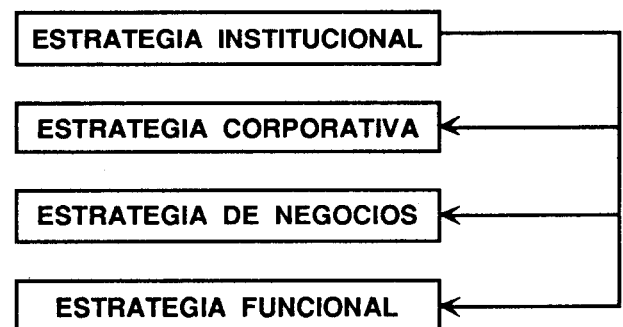 ESTRATEGIA INSTITUCIONAL
ESTRATEGIA CORPORATIVA
ESTRATEGIA DE NEGOCIOS
ESTRATEGIA FUNCIONAL